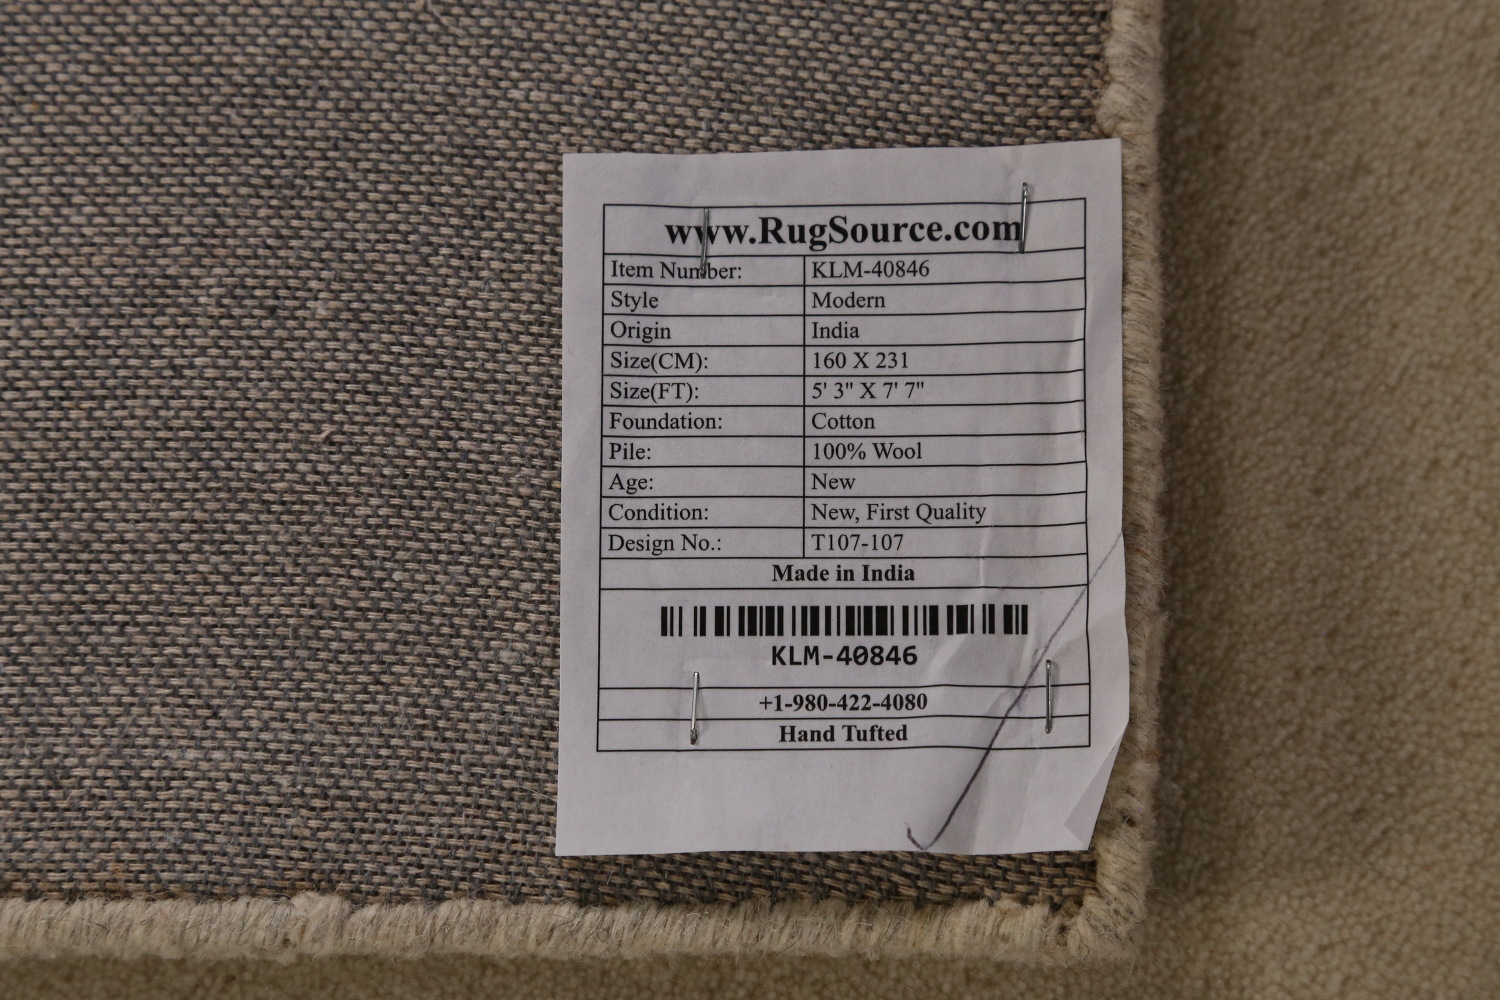 www.RugSource.com
Item Number: KLM-40846
Style Modern
Origin India
Size(CM): 160 X 231
Size(FT): 5' 3" X 7' 7"
Foundation: Cotton
Pile: 100% Wool
Age: New
Condition: New, First Quality
Design No.: T107-107
Made in India
KLM-40846
+1-980-422-4080
Hand Tufted